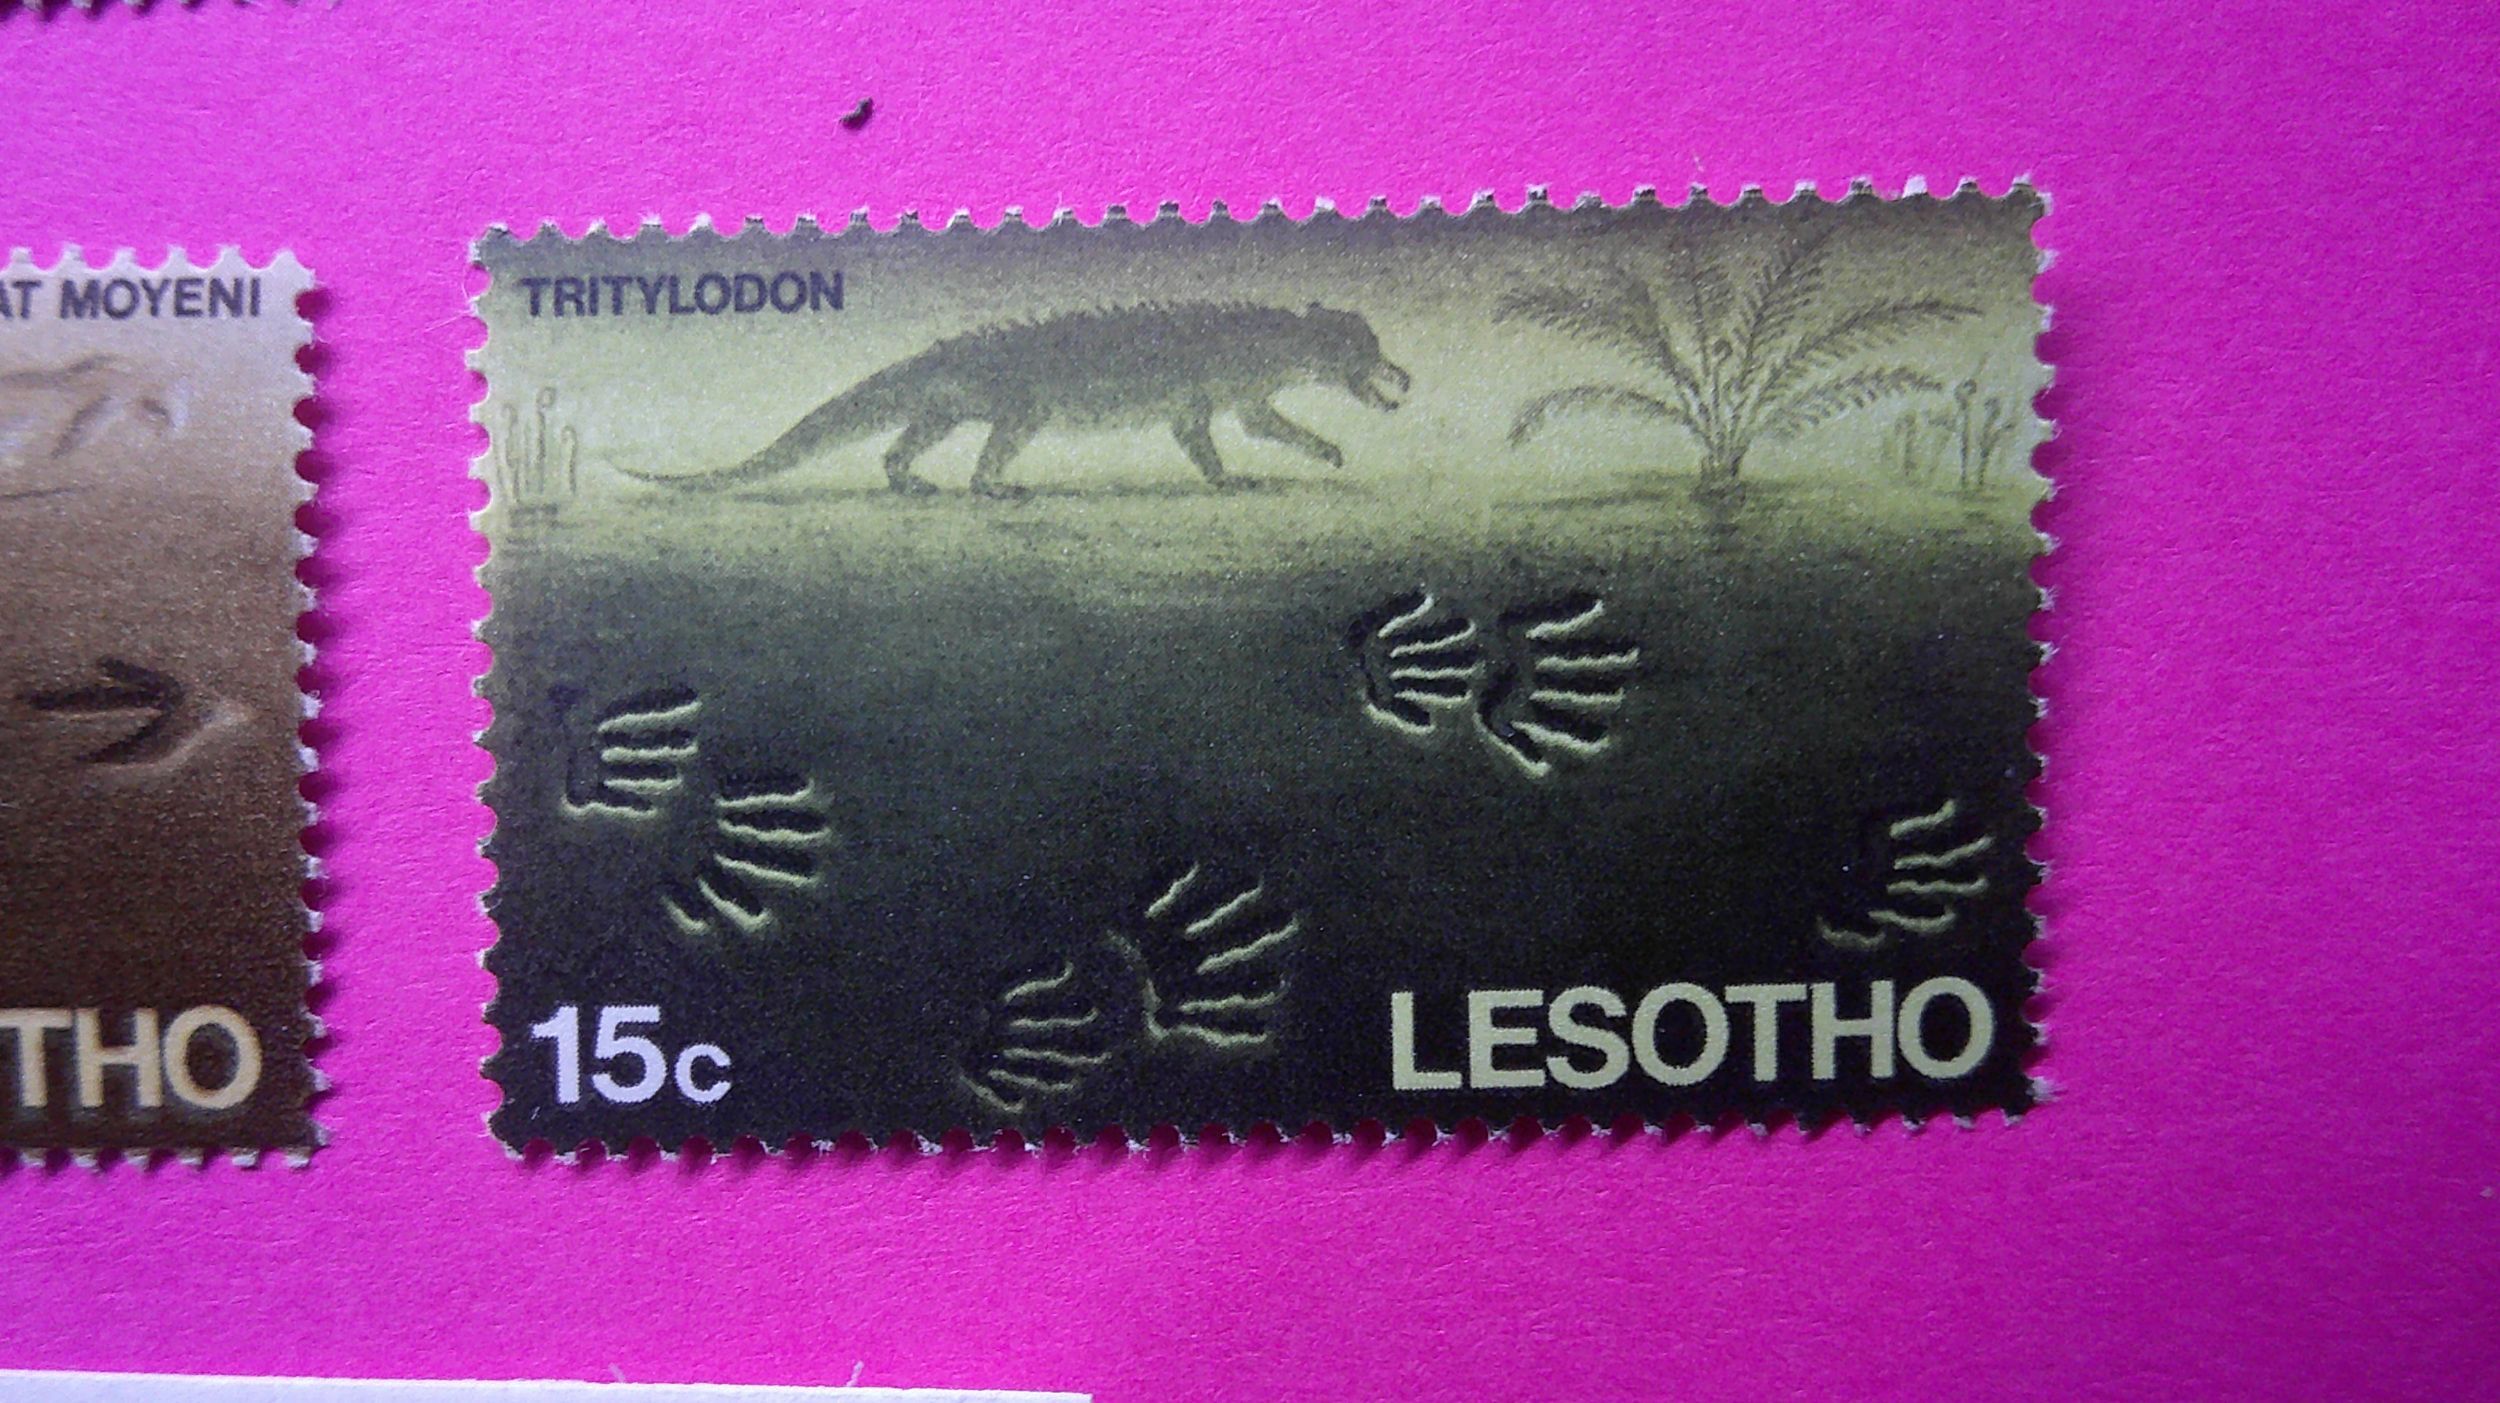 AT MOYENI
THO
TRITYLODON
15c
LESOTHO